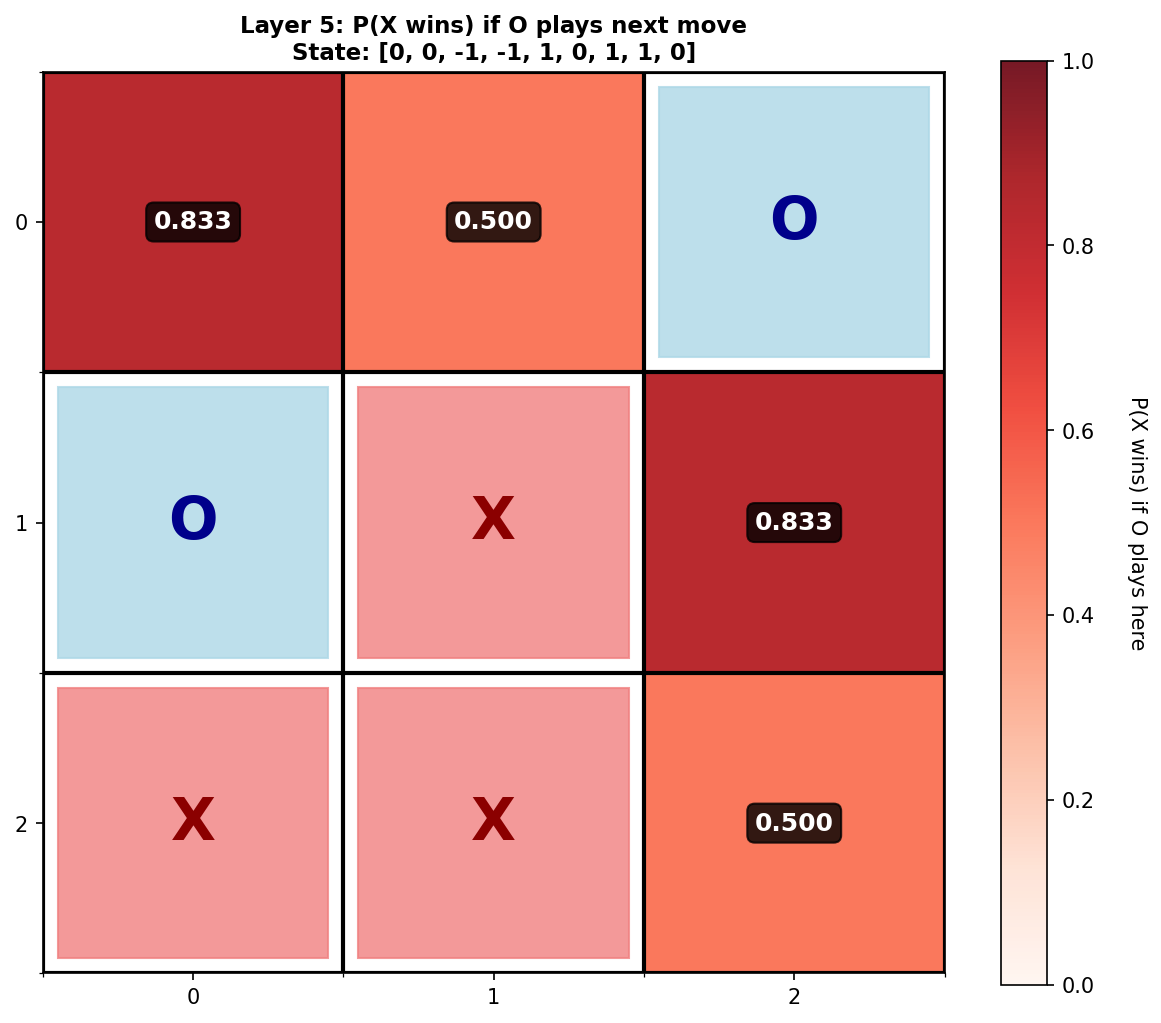 Layer 5: P(X wins) if O plays next move
State: [0, 0, -1, -1, 1, 0, 1, 1, 0]
0
0.833
0.500
O
1
O
X
0.833
2
X
X
0.500
0
1
2
1.0
0.8
0.6
0.4
0.2
0.0
P(X wins) if O plays here